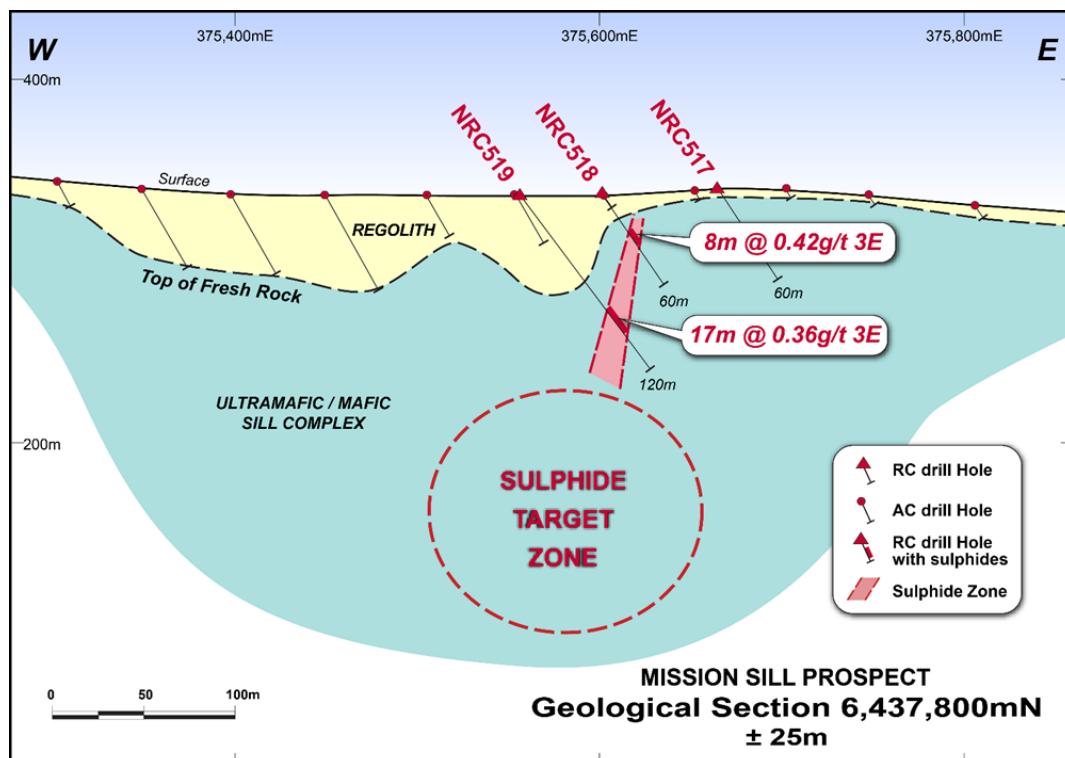 375,400mE
375,600mE
375,800mE
W
E
400m
NRC519
NRC518
NRC517
Surface
REGOLITH
8m @ 0.42g/t 3E
Top of Fresh Rock
60m
60m
17m @ 0.36g/t 3E
120m
ULTRAMAFIC / MAFIC
SILL COMPLEX
200m
SULPHIDE
TARGET
ZONE
RC drill Hole
AC drill Hole
RC drill Hole
with sulphides
Sulphide Zone
0
50
100m
MISSION SILL PROSPECT
Geological Section 6,437,800mN
± 25m